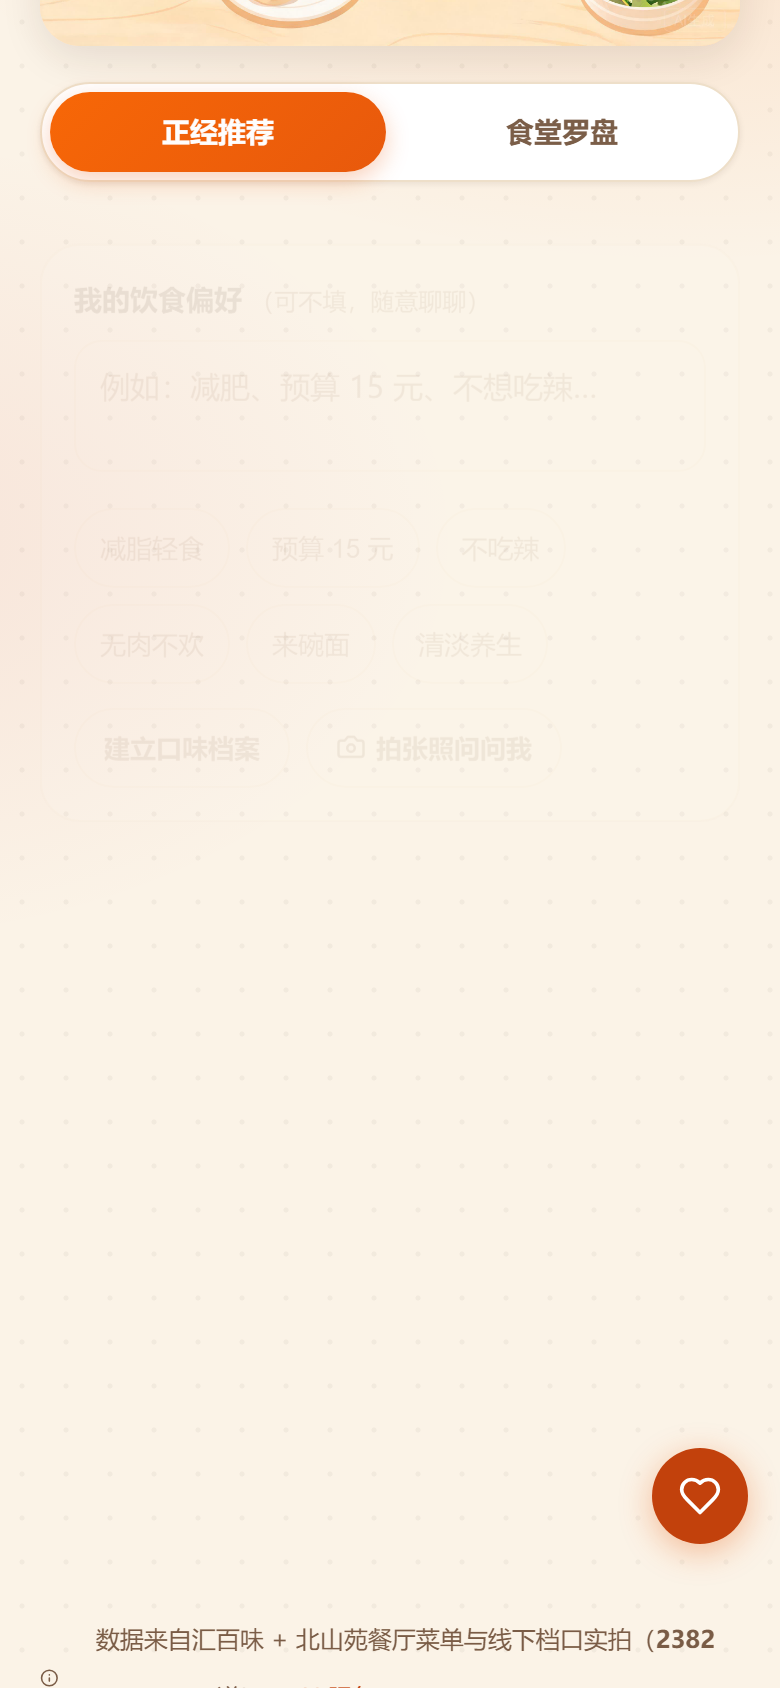 正经推荐
食堂罗盘
我的饮食偏好 （可不填，随意聊聊）
例如：减肥、预算 15 元、不想吃辣...
减脂轻食
预算 15 元
不吃辣
无肉不欢
来碗面
清淡养生
建立口味档案
拍张照问问我
数据来自汇百味 + 北山苑餐厅菜单与线下档口实拍（2382